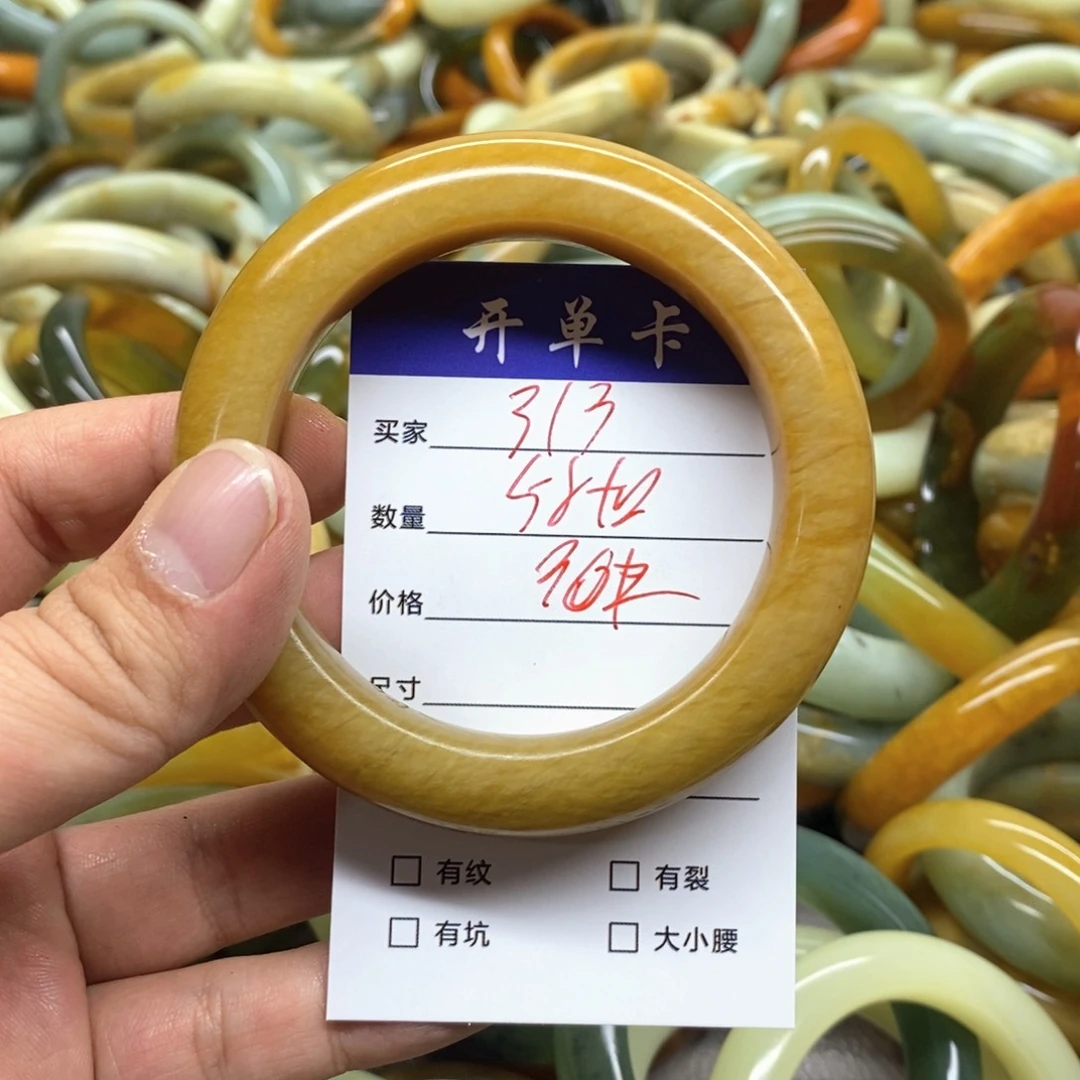 开单卡
买家 313
数量
价格
尺寸
有纹 有裂
有坑 大小腰